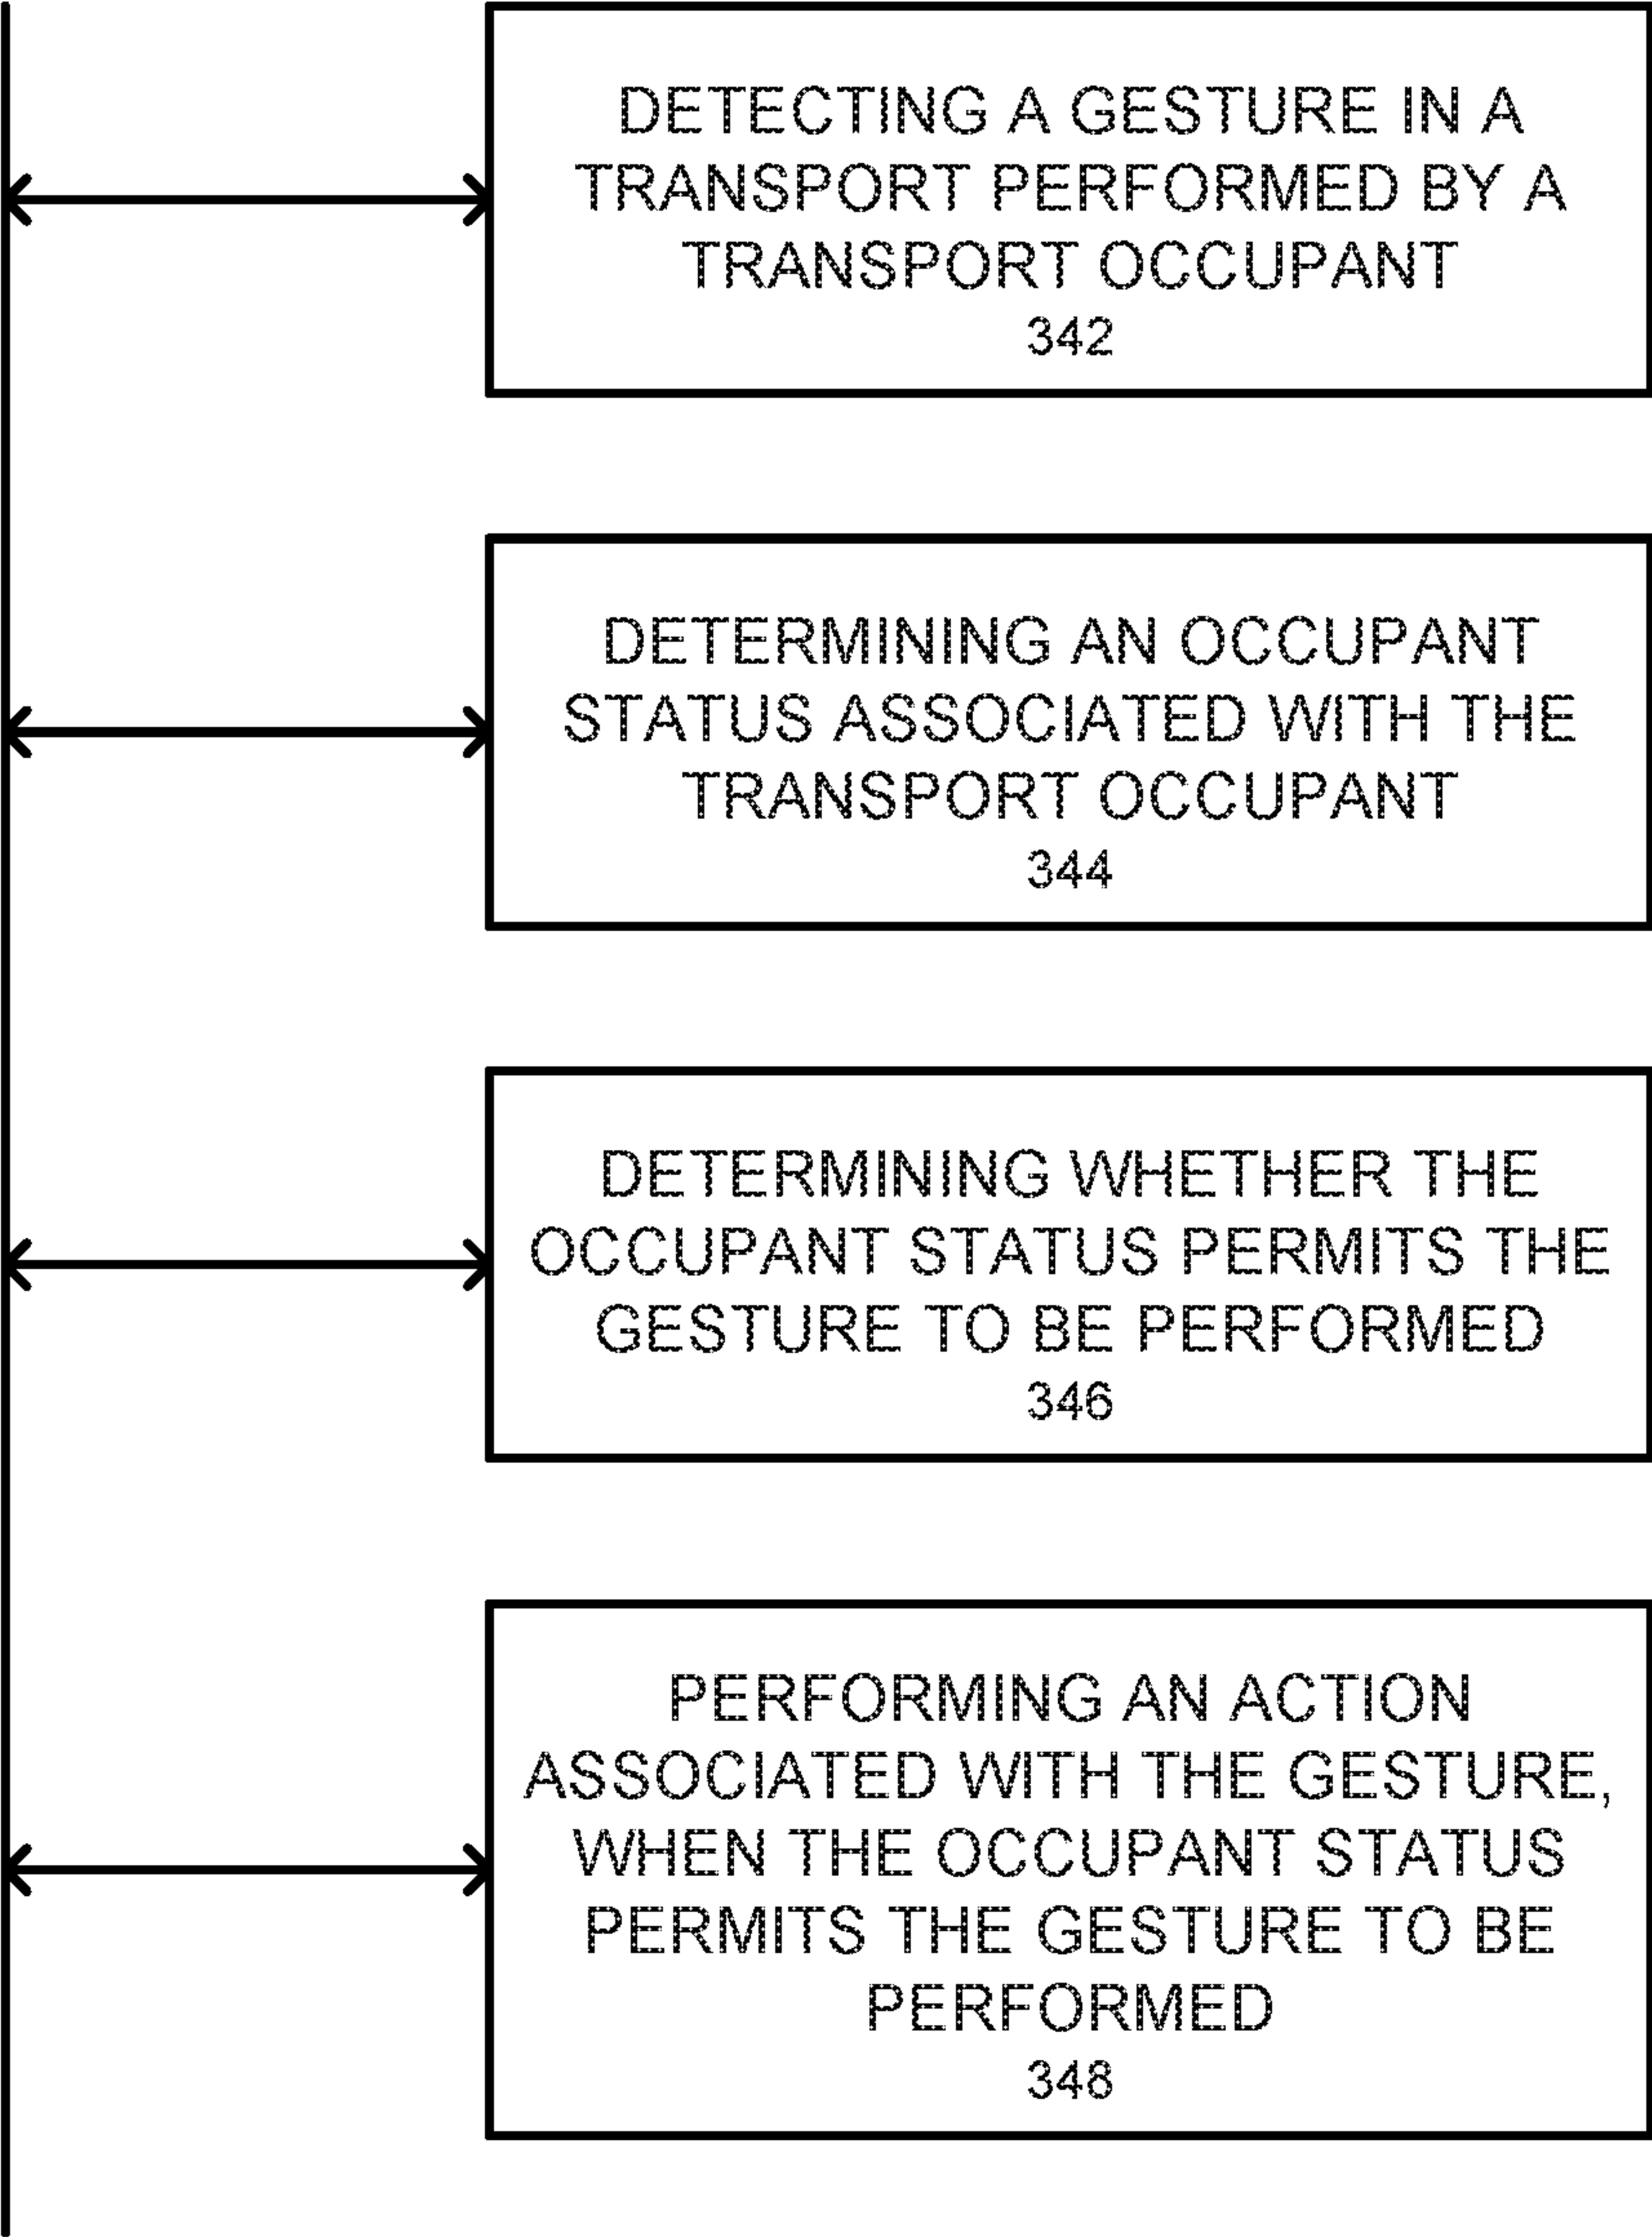 DETECTING A GESTURE IN A
TRANSPORT PERFORMED BY A
TRANSPORT OCCUPANT
342
DETERMINING AN OCCUPANT
STATUS ASSOCIATED WITH THE
TRANSPORT OCCUPANT
344
DETERMINING WHETHER THE
OCCUPANT STATUS PERMITS THE
GESTURE TO BE PERFORMED
346
PERFORMING AN ACTION
ASSOCIATED WITH THE GESTURE,
WHEN THE OCCUPANT STATUS
PERMITS THE GESTURE TO BE
PERFORMED
348